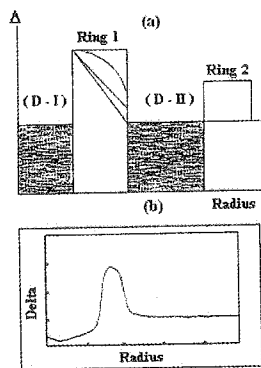 Δ
(a)
Ring 1
(D - I)
(D - II)
Ring 2
Radius
(b)
Delta
Radius